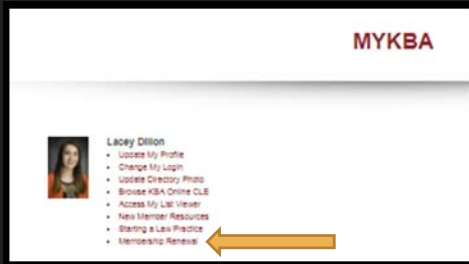 MYKBA
Lacey Dillon
• Update My Profile
• Change My Login
• Update Directory Photo
• Browse KBA Online CLE
• Access My List Viewer
• New Member Resources
• Starting a Law Practice
• Membership Renewal